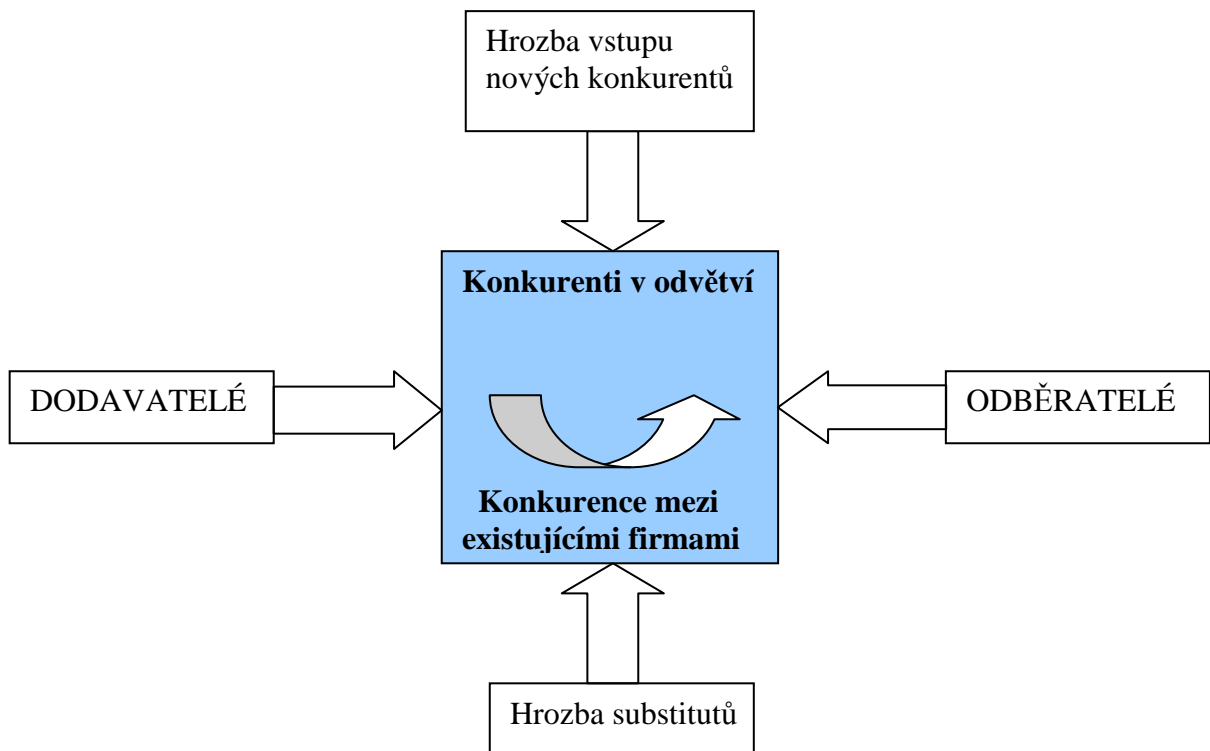 Hrozba vstupu
nových konkurentů
Konkurenti v odvětví
DODAVATELÉ
ODBĚRATELÉ
Konkurence mezi
existujícími firmami
Hrozba substitutů